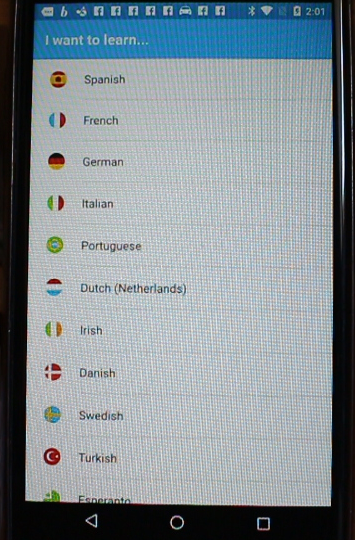 2:01
I want to learn...
Spanish
French
German
Italian
Portuguese
Dutch (Netherlands)
Irish
Danish
Swedish
Turkish
Esperanto